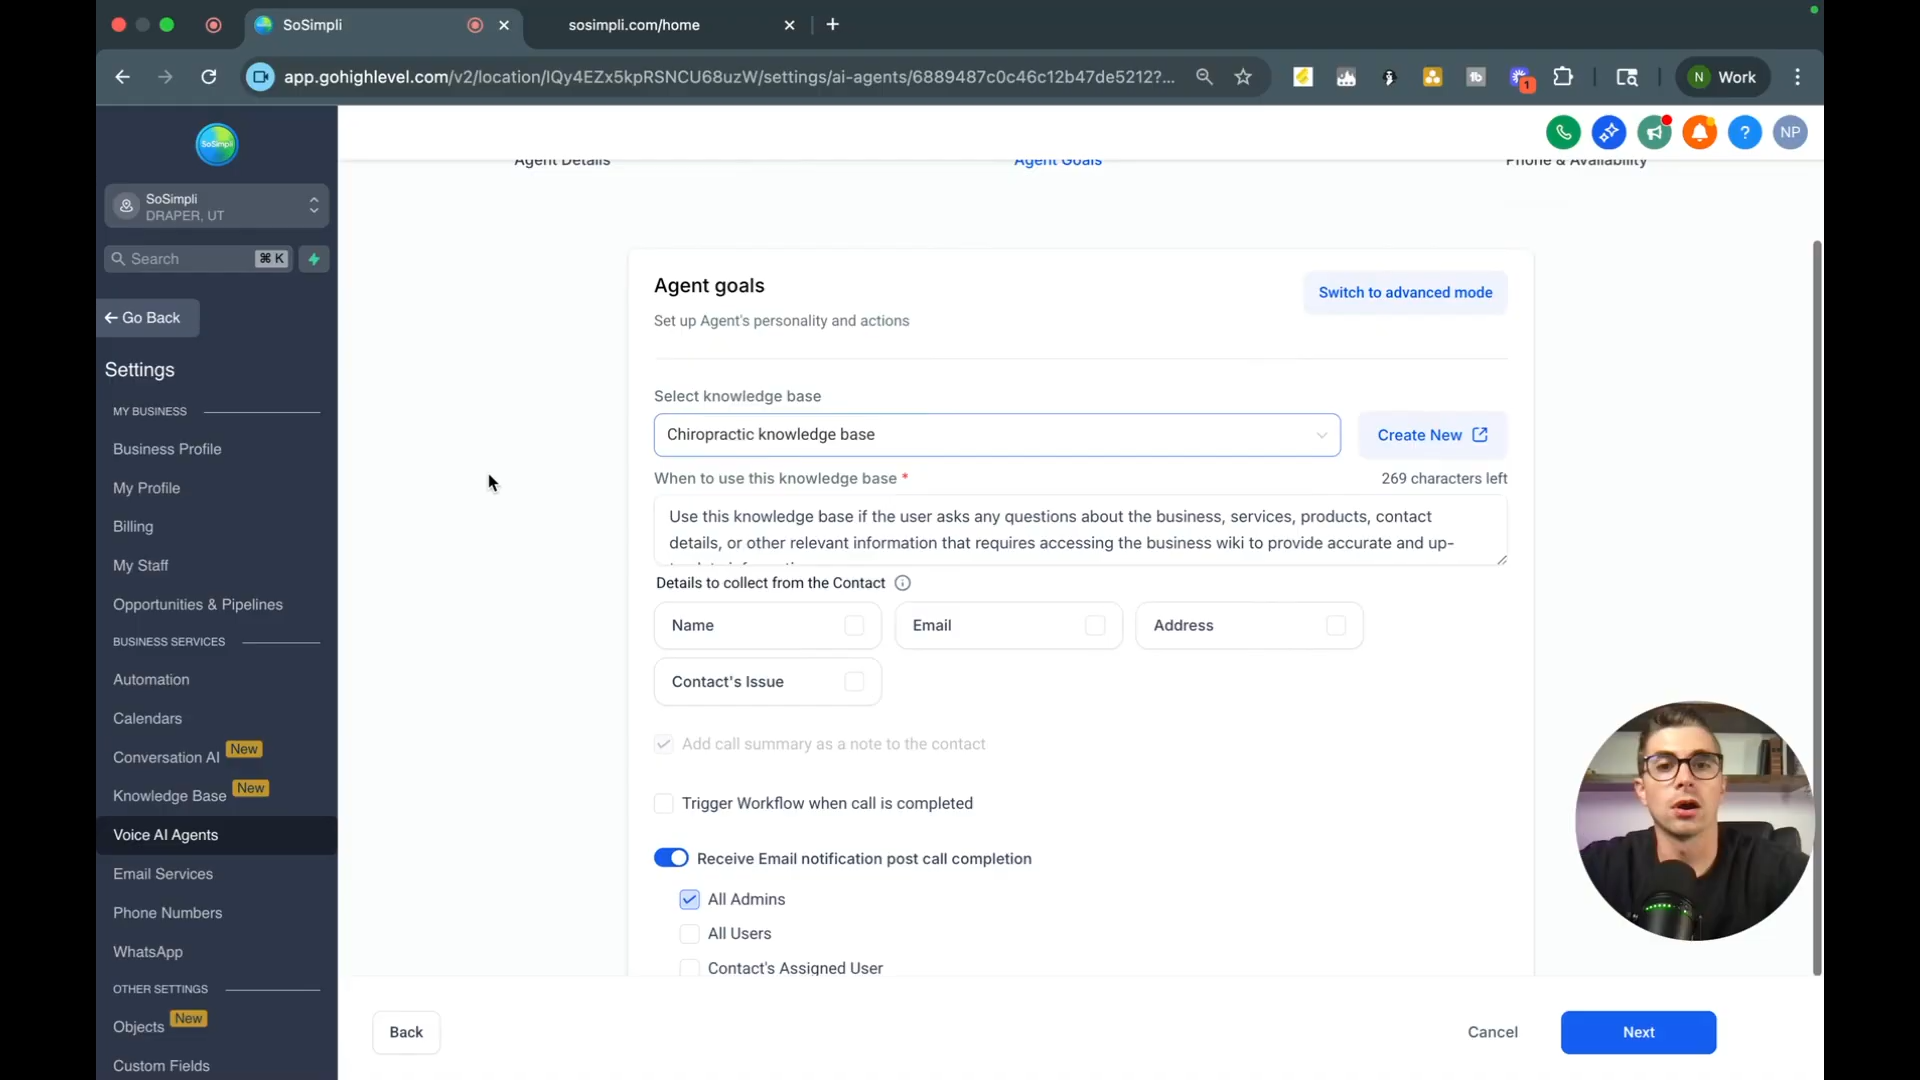 SoSimpli
sosimpli.com/home
app.gohighlevel.com/v2/location/IQy4EZx5kpRSNCU68uzW/settings/ai-agents/6889487c0c46c12b47de5212?...
1
N Work
SoSimpli
NP
Agent Details
Agent Goals
Phone & Availability
SoSimpli
DRAPER, UT
Search
⌘ K
Go Back
Settings
MY BUSINESS
Business Profile
My Profile
Billing
My Staff
Opportunities & Pipelines
BUSINESS SERVICES
Automation
Calendars
Conversation AI New
Knowledge Base New
Voice AI Agents
Email Services
Phone Numbers
WhatsApp
OTHER SETTINGS
Objects New
Custom Fields
Agent goals
Switch to advanced mode
Set up Agent's personality and actions
Select knowledge base
Chiropractic knowledge base
Create New
When to use this knowledge base *
269 characters left
Use this knowledge base if the user asks any questions about the business, services, products, contact
details, or other relevant information that requires accessing the business wiki to provide accurate and up-
Details to collect from the Contact
Name
Email
Address
Contact's Issue
Add call summary as a note to the contact
Trigger Workflow when call is completed
Receive Email notification post call completion
All Admins
All Users
Contact's Assigned User
Back
Cancel
Next